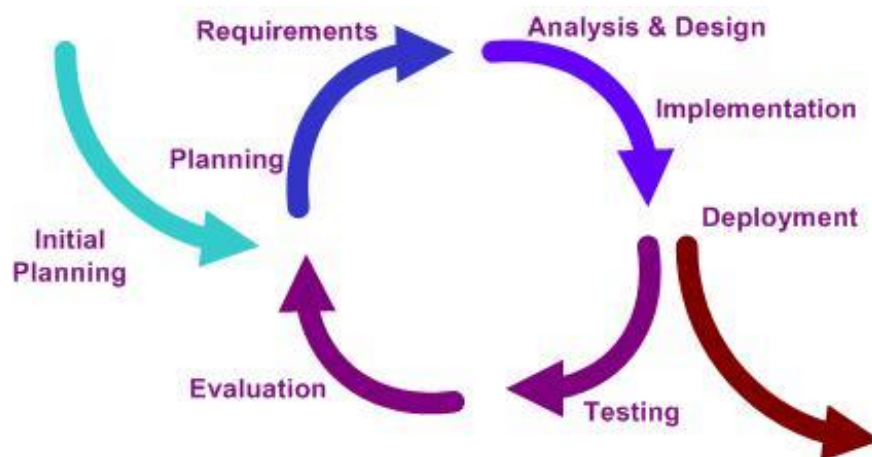 Requirements
Analysis & Design
Implementation
Planning
Deployment
Initial
Planning
Evaluation
Testing